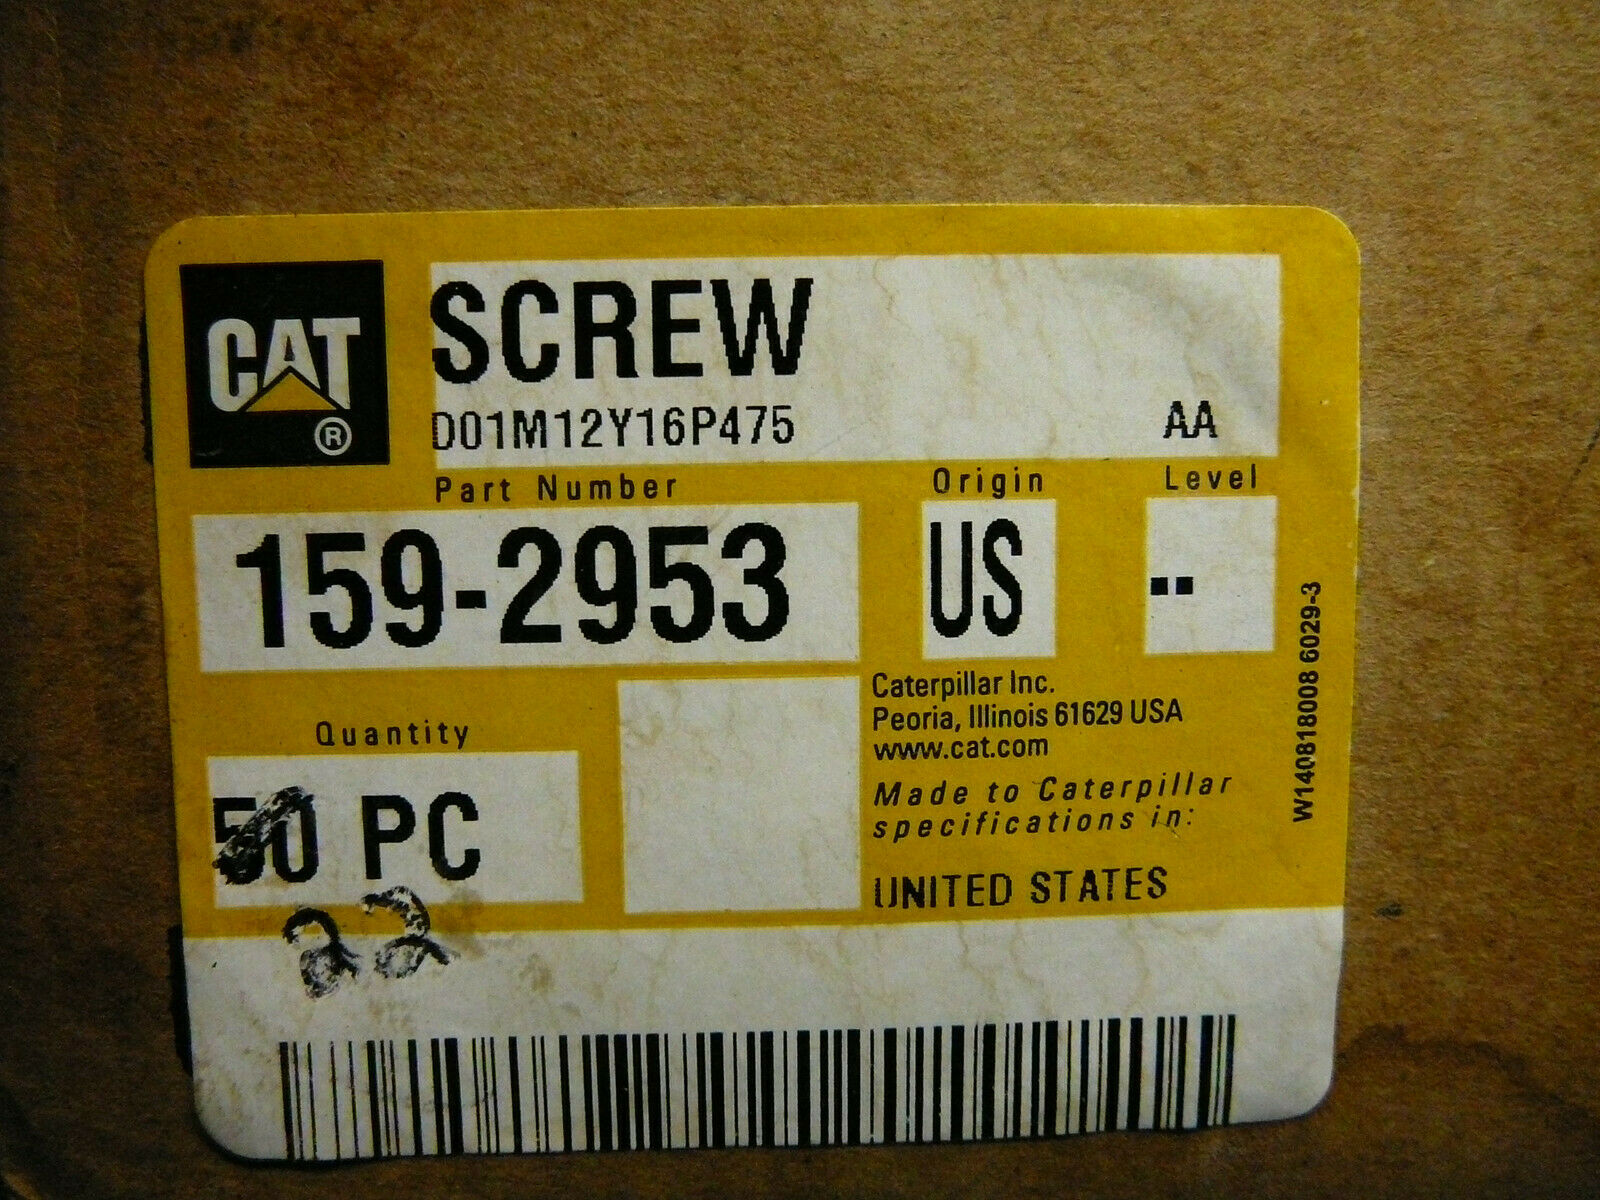 CAT
®
SCREW
D01M12Y16P475 AA
Part Number Origin Level
159-2953 US --
Caterpillar Inc.
Peoria, Illinois 61629 USA
www.cat.com
Quantity
50 PC
22
Made to Caterpillar
specifications in:
UNITED STATES
W140818008 6029-3